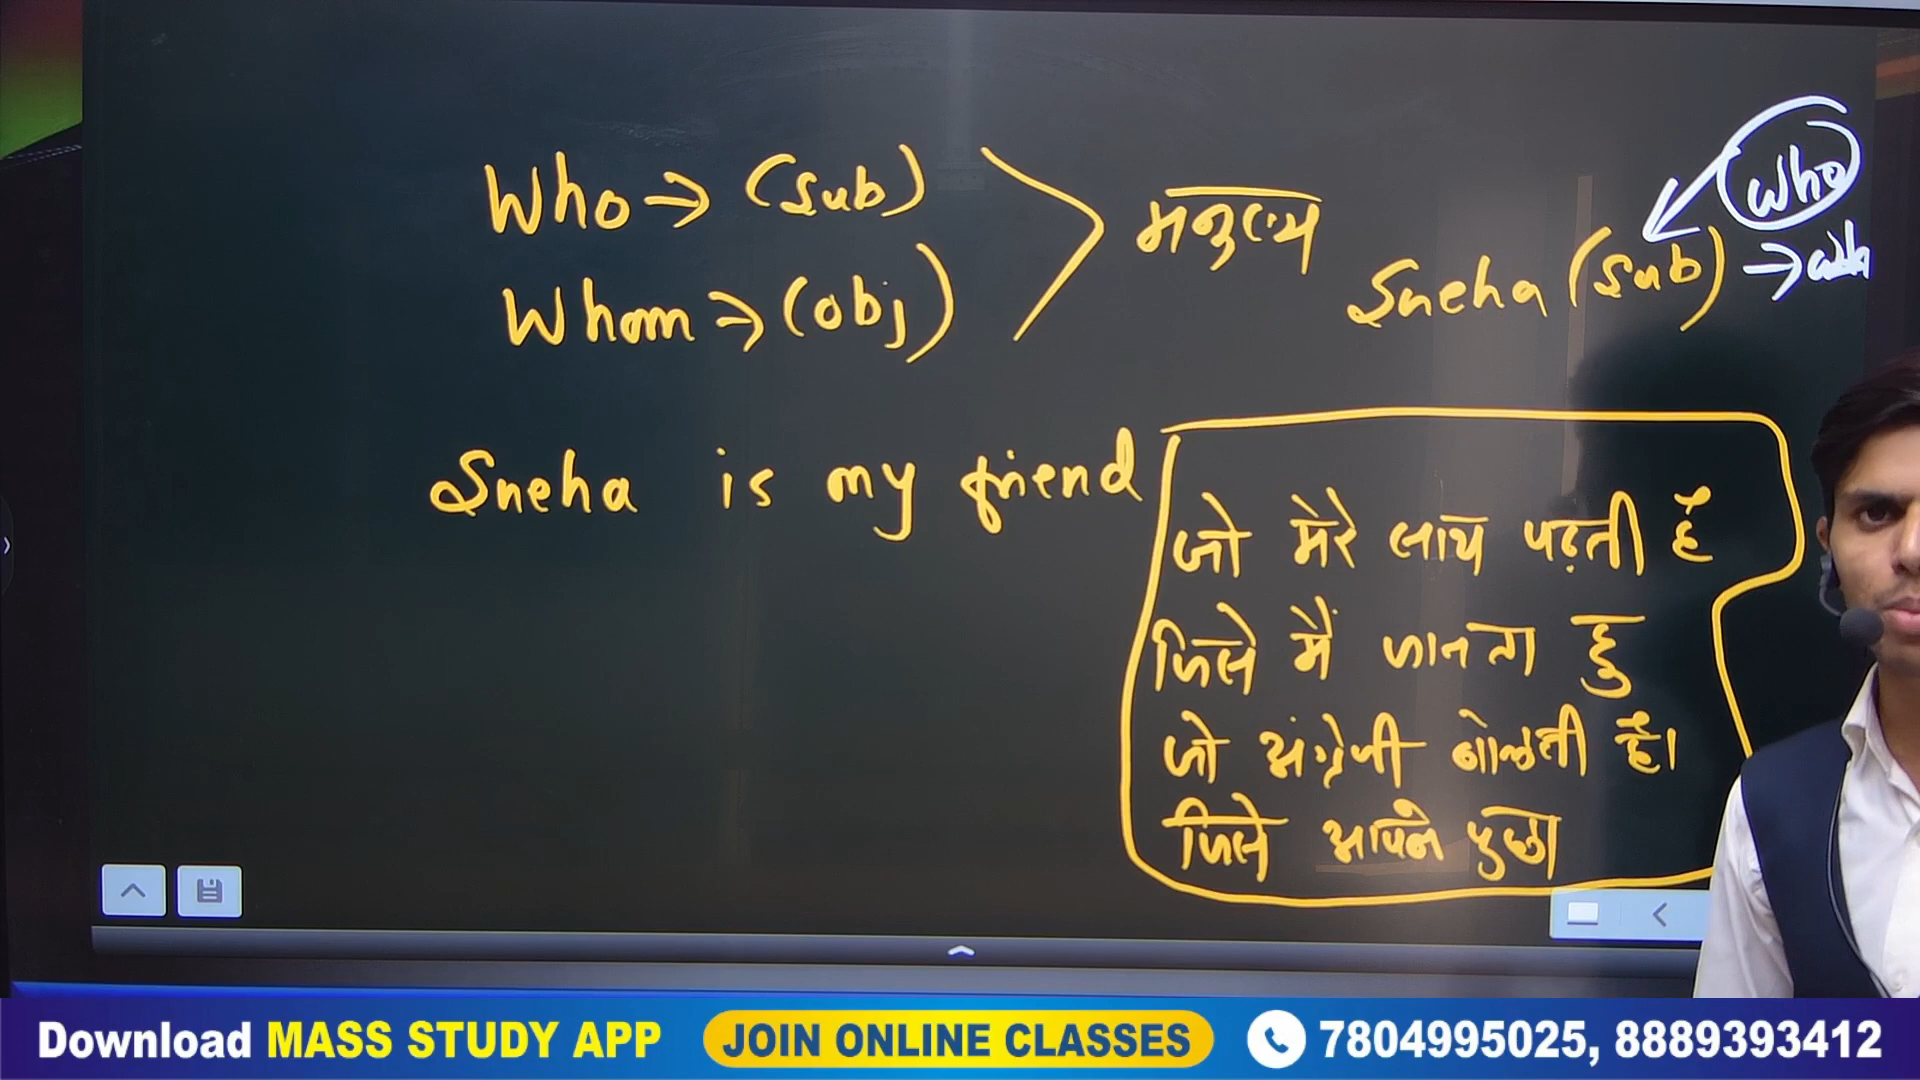 Who → (Sub)
Whom → (obj)
मनुष्य
Who
Sneha (Sub) →
Sneha is my friend
जो मेरे साथ पढ़ती है
जिसे मैं जानता हु
जो अंग्रेजी बोलती है।
जिसे आपने पुछा
Download MASS STUDY APP JOIN ONLINE CLASSES 7804995025, 8889393412